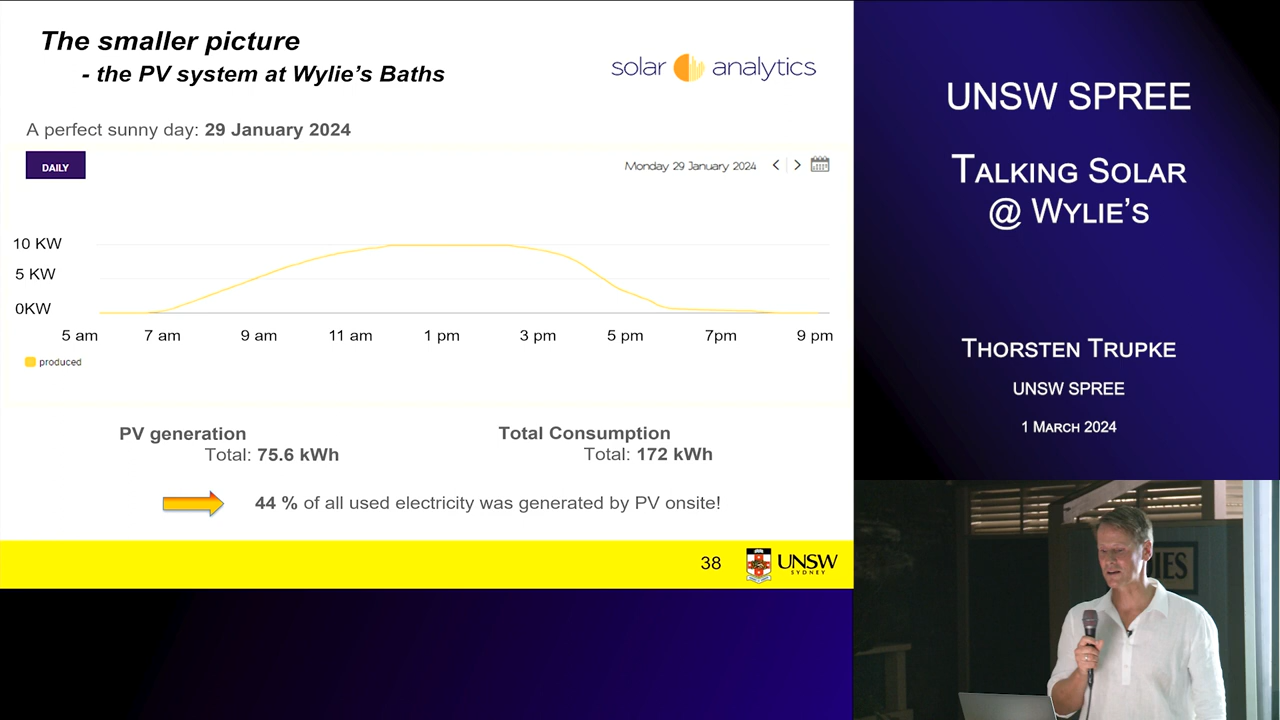 The smaller picture
- the PV system at Wylie's Baths
solar analytics
A perfect sunny day: 29 January 2024
DAILY
Monday 29 January 2024
10 KW
5 KW
0KW
5 am 7 am 9 am 11 am 1 pm 3 pm 5 pm 7pm 9 pm
produced
PV generation
Total: 75.6 kWh
Total Consumption
Total: 172 kWh
44 % of all used electricity was generated by PV onsite!
38
UNSW
SYDNEY
UNSW SPREE
Talking Solar
@ Wylie's
Thorsten Trupke
UNSW SPREE
1 March 2024